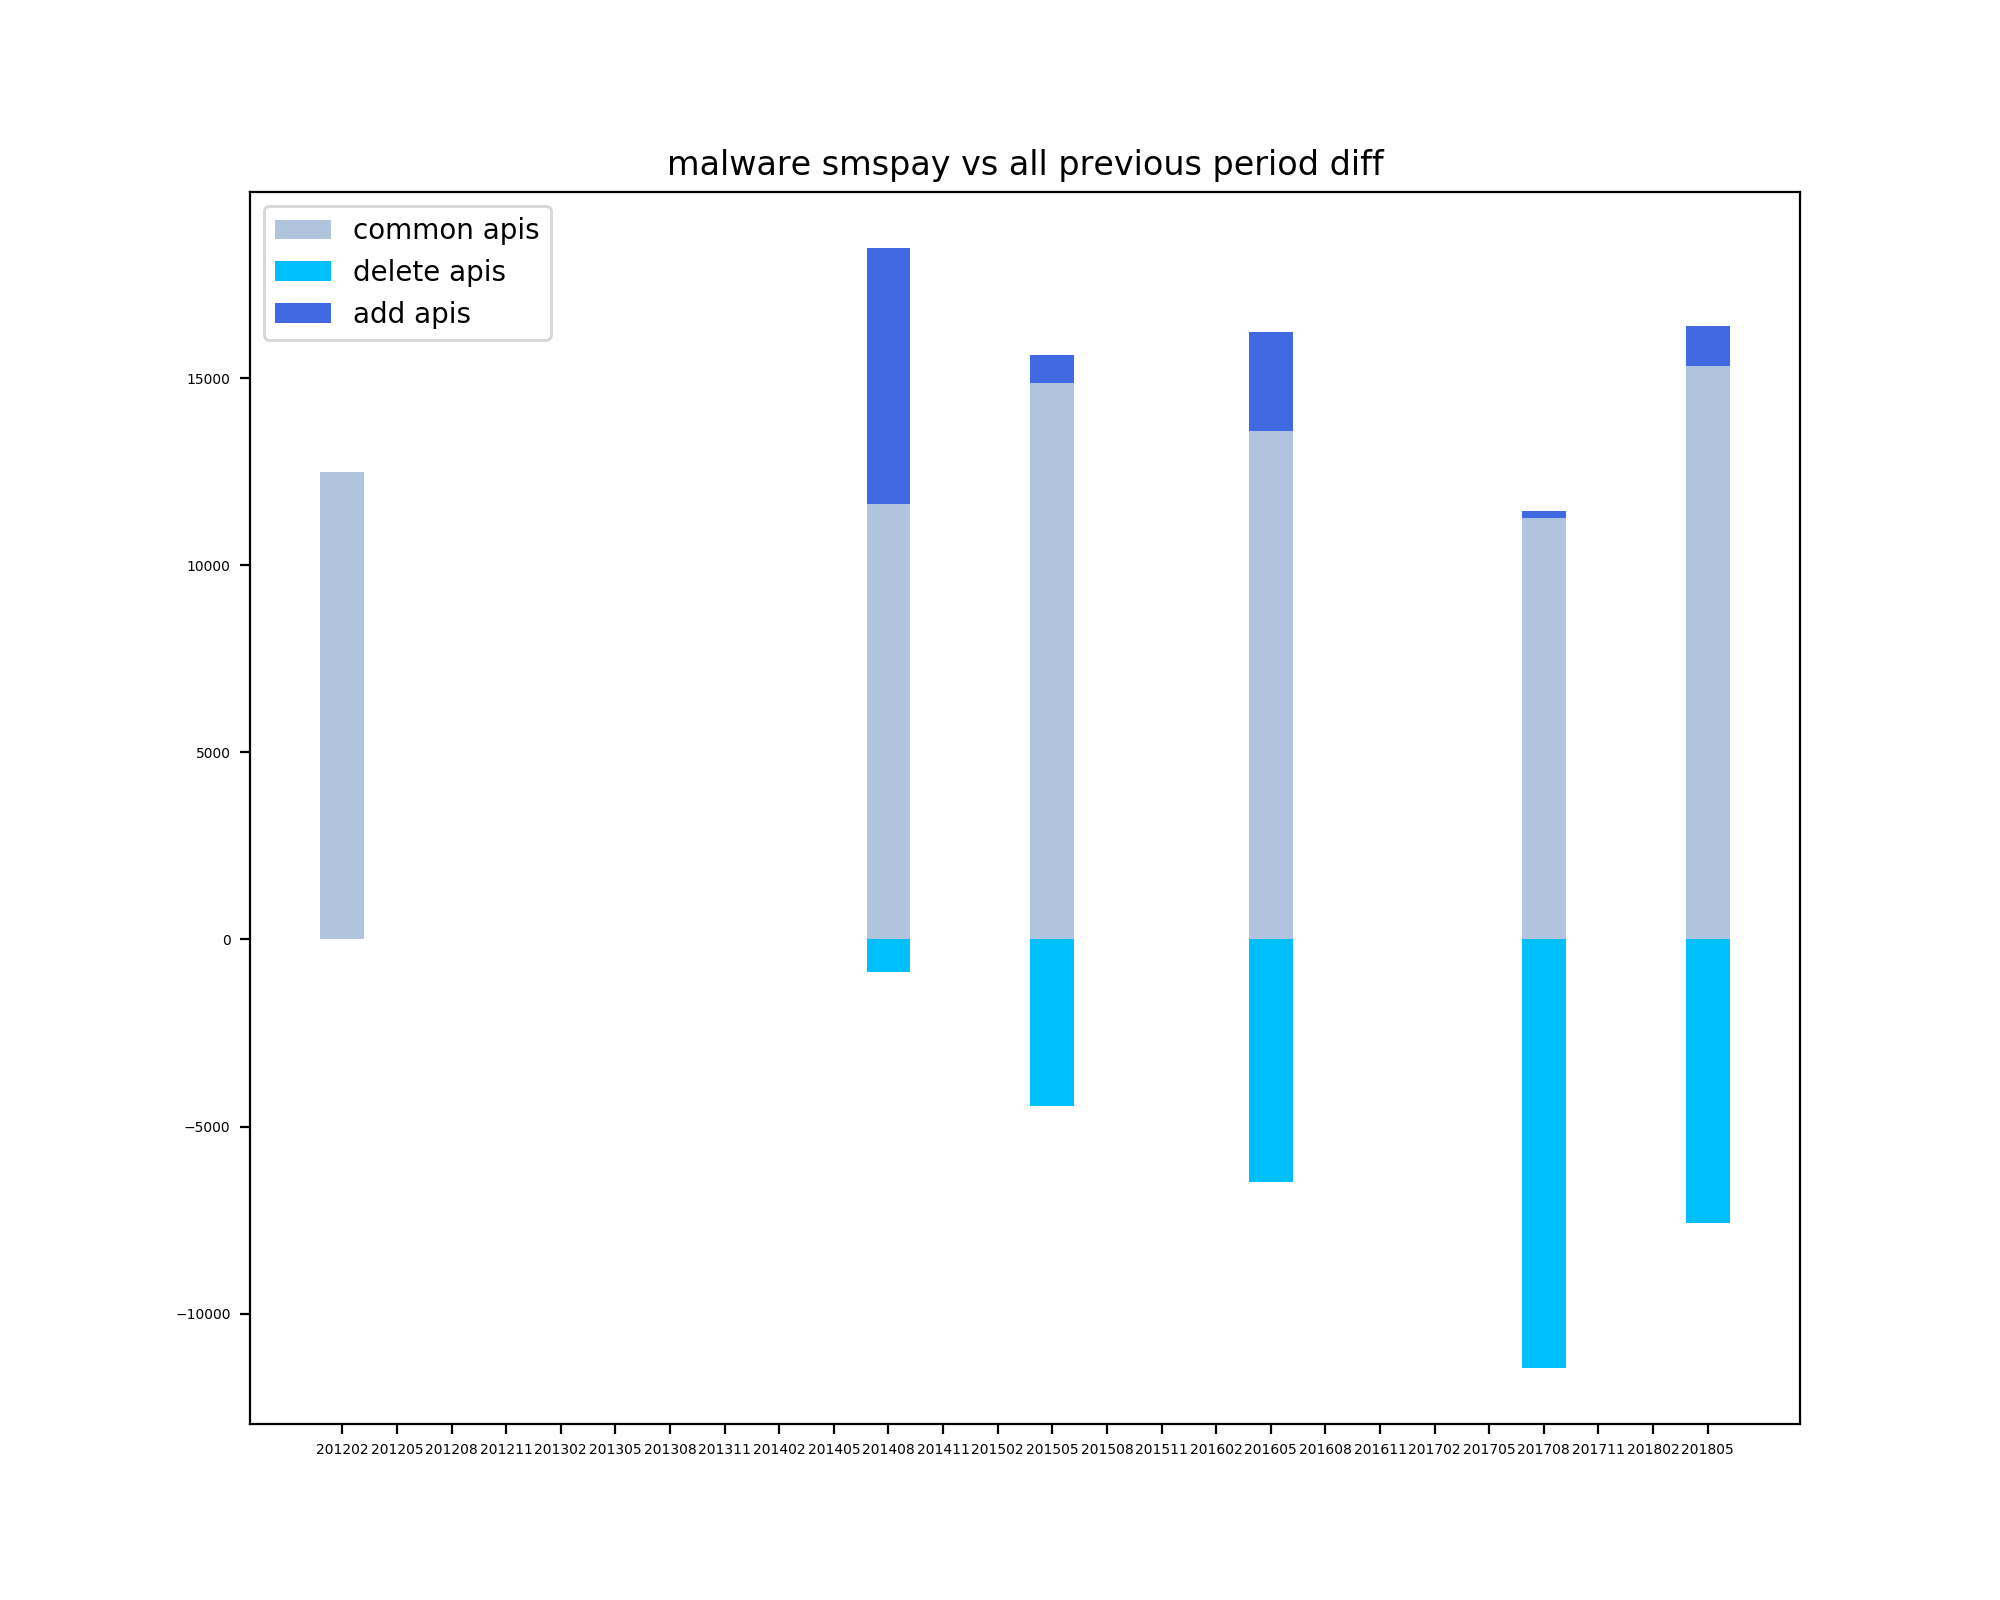 malware smspay vs all previous period diff
common apis
delete apis
add apis
15000
10000
5000
0
−5000
−10000
201202 201205 201208 201211 201302 201305 201308 201311 201402 201405 201408 201411 201502 201505 201508 201511 201602 201605 201608 201611 201702 201705 201708 201711 201802 201805